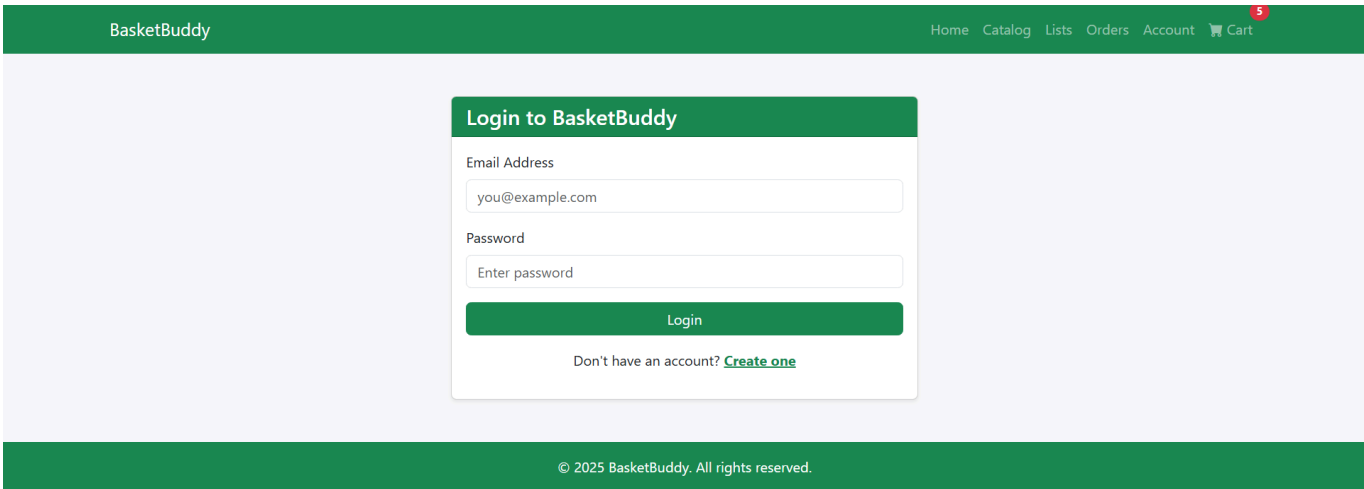 5
BasketBuddy Home Catalog Lists Orders Account Cart
Login to BasketBuddy
Email Address
you@example.com
Password
Enter password
Login
Don't have an account? Create one
© 2025 BasketBuddy. All rights reserved.